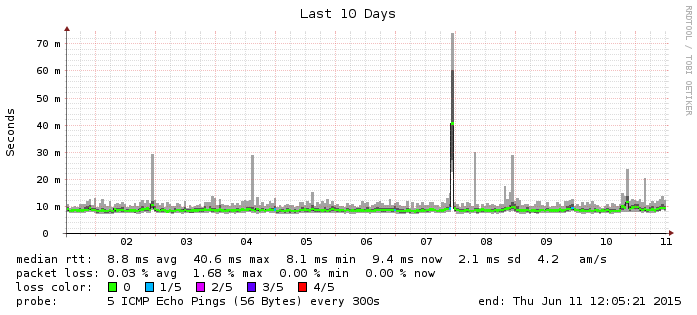 Last 10 Days
RRDTOOL / TOBI OETIKER
Seconds
70 m
60 m
50 m
40 m
30 m
20 m
10 m
0
02 03 04 05 06 07 08 09 10 11
median rtt: 8.8 ms avg 40.6 ms max 8.1 ms min 9.4 ms now 2.1 ms sd 4.2 am/s
packet loss: 0.03 % avg 1.68 % max 0.00 % min 0.00 % now
loss color: 0 1/5 2/5 3/5 4/5
probe: 5 ICMP Echo Pings (56 Bytes) every 300s end: Thu Jun 11 12:05:21 2015